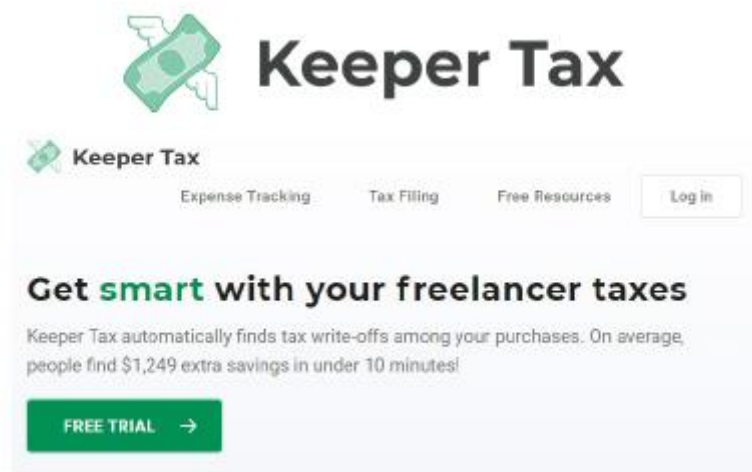 Keeper Tax
Keeper Tax
Expense Tracking Tax Filing Free Resources Log in
Get smart with your freelancer taxes
Keeper Tax automatically finds tax write-offs among your purchases. On average,
people find $1,249 extra savings in under 10 minutes!
FREE TRIAL →